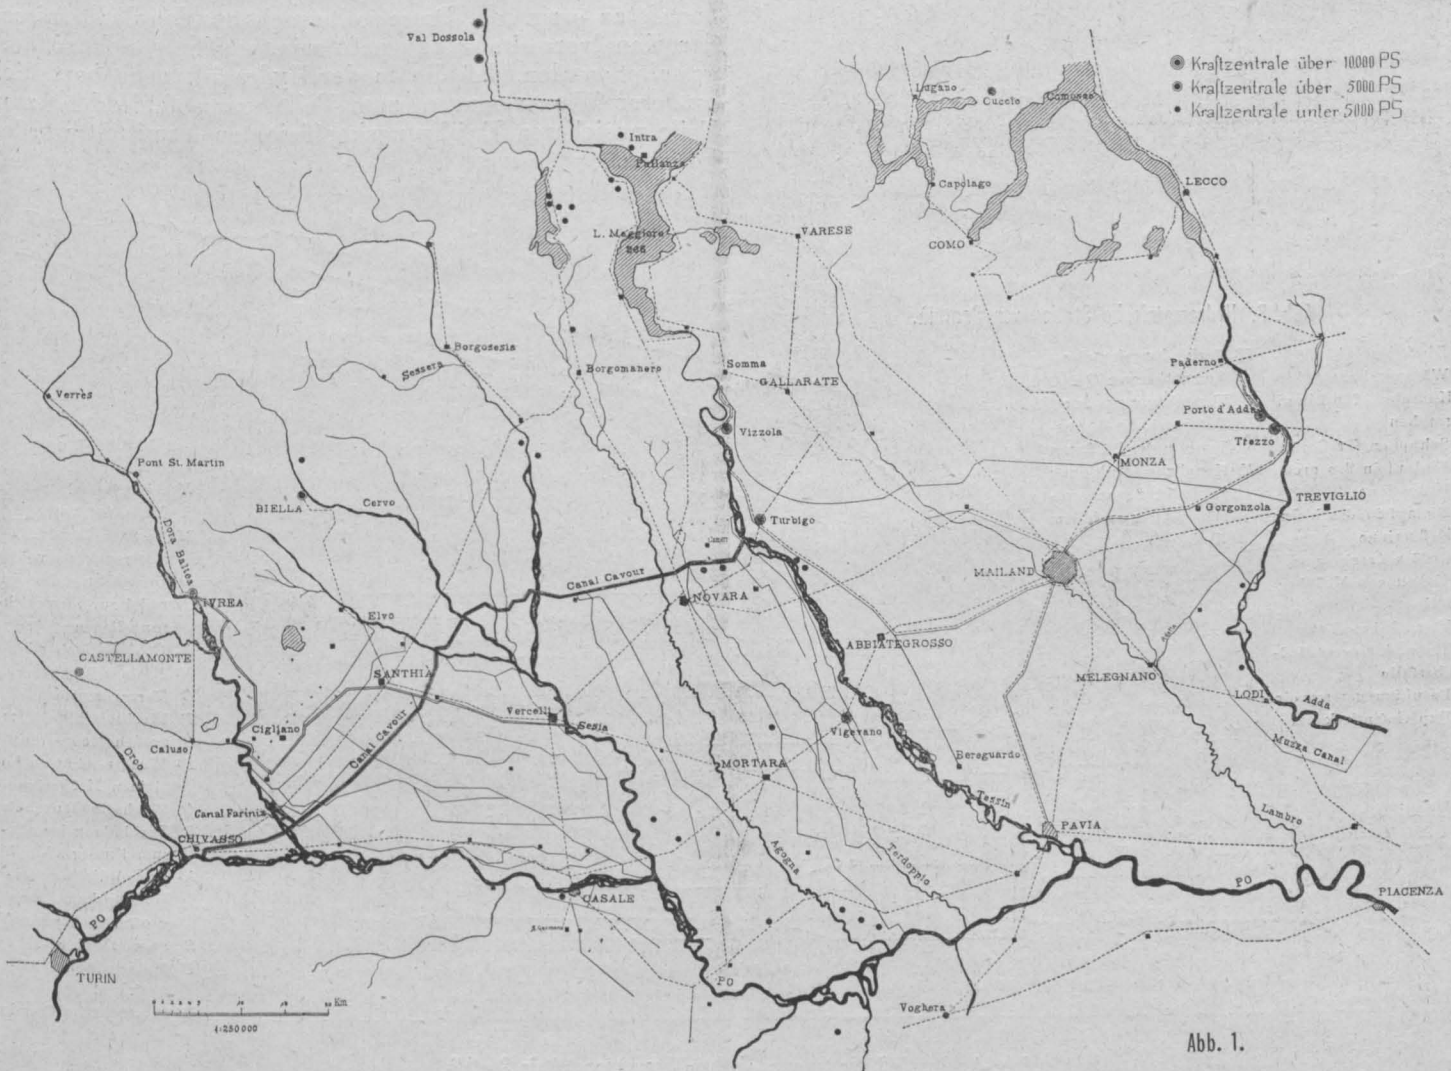 Val Dossola
Kraftzentrale über 10000 PS
Kraftzentrale über 5000 PS
Kraftzentrale unter 5000 PS
Lugano
Cuccio
Comosee
Intra
Pallanza
Capolago
LECCO
L. Maggiore
VARESE
COMO
Borgosesia
Sessera
Borgomanero
Somma
GALLARATE
Paderno
Verrès
Porto d'Adda
Vizzola
Trezzo
Pont St. Martin
MONZA
BIELLA
Cervo
TREVIGLIO
Gorgonzola
Turbigo
Dora Baltea
Canal Cavour
MAILAND
IVREA
NOVARA
Elvo
ABBIATEGROSSO
CASTELLAMONTE
SANTHIA
MELEGNANO
LODI
Adda
Vercelli
Sesia
Cigliano
Vigevano
Muzza Canal
Caluso
Canal Cavour
Orco
MORTARA
Bereguardo
Tessin
Canal Farini
Lambro
CHIVASSO
PAVIA
Agogna
Terdoppio
PO
PIACENZA
CASALE
PO
TURIN
PO
Km
1:250000
Voghera
Abb. 1.